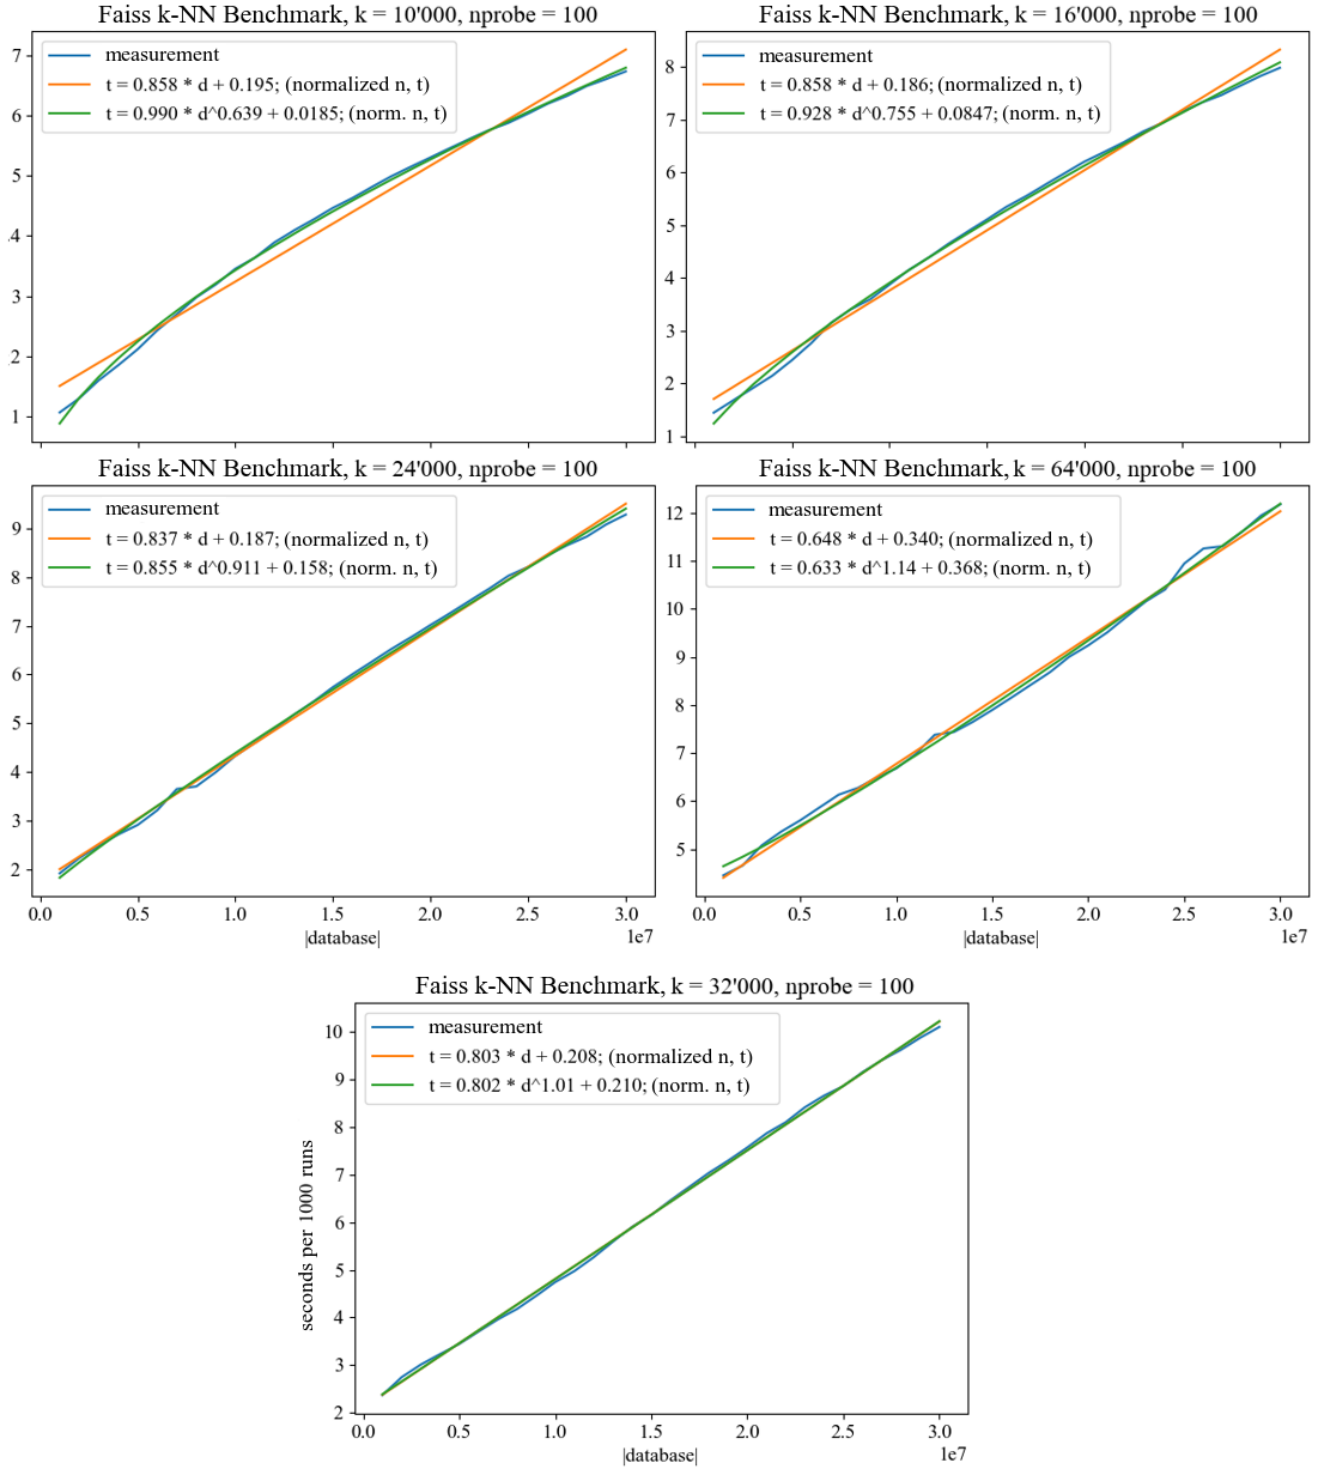 Faiss k-NN Benchmark, k = 10'000, nprobe = 100
measurement
t = 0.858 * d + 0.195; (normalized n, t)
t = 0.990 * d^0.639 + 0.0185; (norm. n, t)
7
6
5
.4
3
.2
1
Faiss k-NN Benchmark, k = 16'000, nprobe = 100
measurement
t = 0.858 * d + 0.186; (normalized n, t)
t = 0.928 * d^0.755 + 0.0847; (norm. n, t)
8
7
6
5
4
3
2
1
Faiss k-NN Benchmark, k = 24'000, nprobe = 100
measurement
t = 0.837 * d + 0.187; (normalized n, t)
t = 0.855 * d^0.911 + 0.158; (norm. n, t)
9
8
7
6
5
4
3
2
0.0 0.5 1.0 1.5 2.0 2.5 3.0
|database| 1e7
Faiss k-NN Benchmark, k = 64'000, nprobe = 100
measurement
t = 0.648 * d + 0.340; (normalized n, t)
t = 0.633 * d^1.14 + 0.368; (norm. n, t)
12
11
10
9
8
7
6
5
0.0 0.5 1.0 1.5 2.0 2.5 3.0
|database| 1e7
Faiss k-NN Benchmark, k = 32'000, nprobe = 100
measurement
t = 0.803 * d + 0.208; (normalized n, t)
t = 0.802 * d^1.01 + 0.210; (norm. n, t)
seconds per 1000 runs
10
9
8
7
6
5
4
3
2
0.0 0.5 1.0 1.5 2.0 2.5 3.0
|database| 1e7